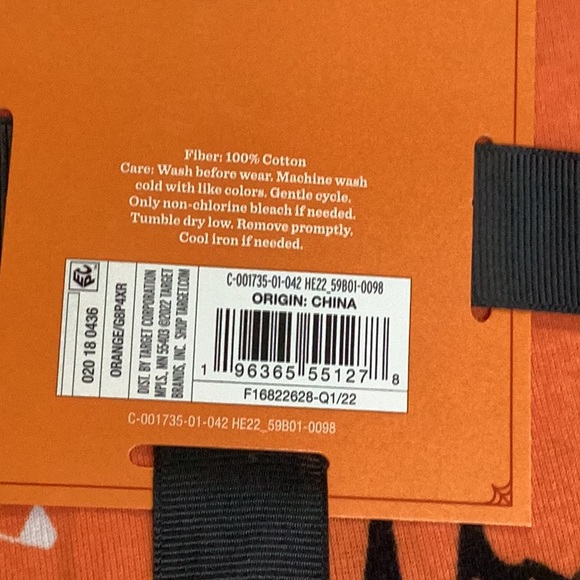 Fiber: 100% Cotton
Care: Wash before wear. Machine wash
cold with like colors. Gentle cycle.
Only non-chlorine bleach if needed.
Tumble dry low. Remove promptly.
Cool iron if needed.
020 18 0436
ORANGE/G8P4XR
DIST. BY TARGET CORPORATION
MPLS, MN 55403 ©2022 TARGET
BRANDS, INC. SHOP TARGET.COM
C-001735-01-042 HE22_59B01-0098
ORIGIN: CHINA
1 96365 55127 8
F16822628-Q1/22
C-001735-01-042 HE22_59B01-0098